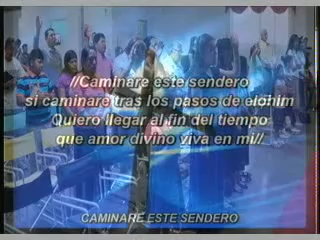 //Caminare este sendero
si caminare tras los pasos de elohim
Quiero llegar al fin del tiempo
que amor divino viva en mi//
CAMINARE ESTE SENDERO